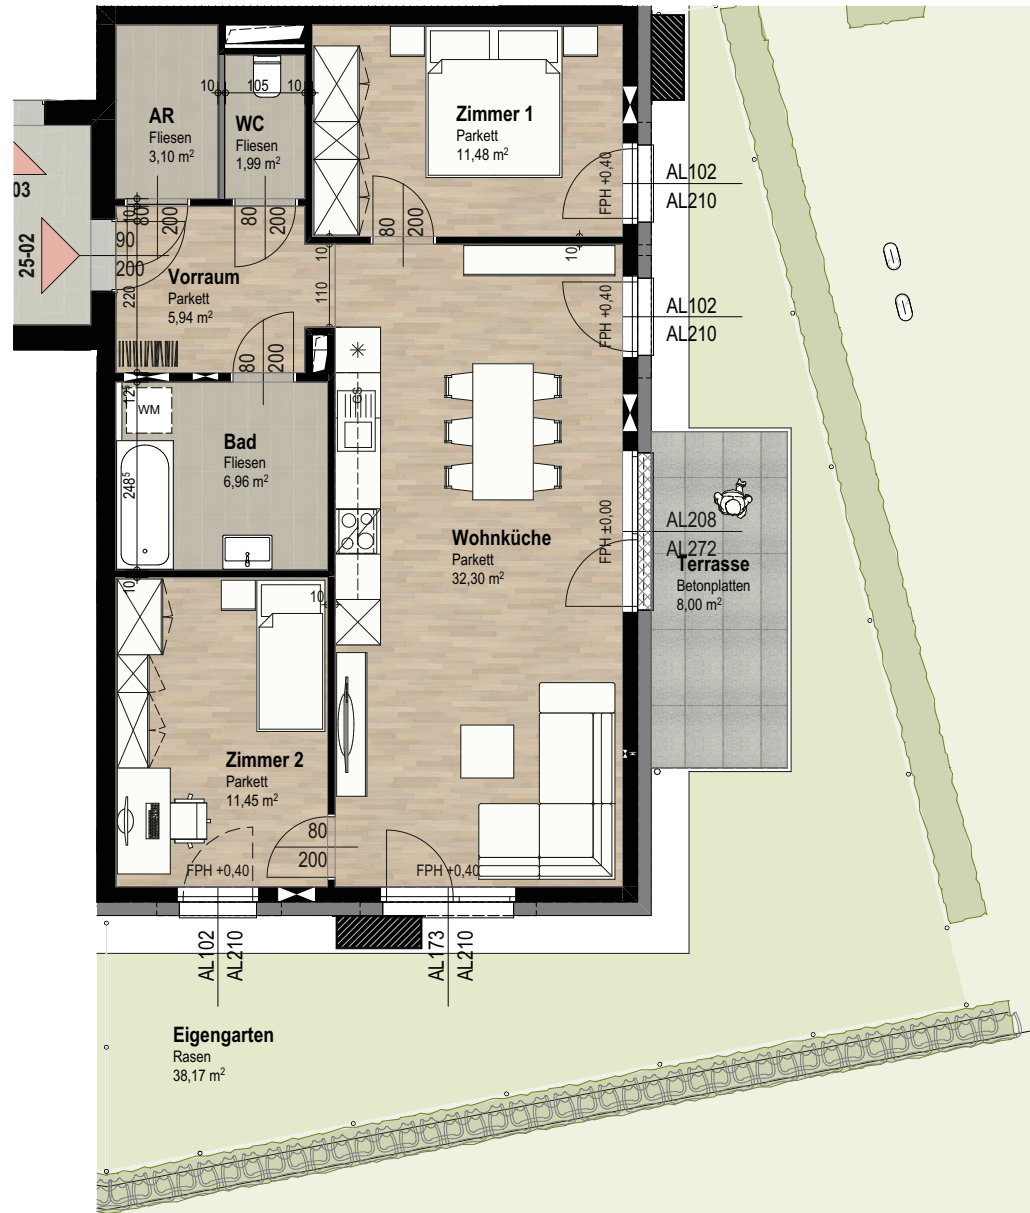 AR
Fliesen
3,10 m²
10
105
10
WC
Fliesen
1,99 m²
Zimmer 1
Parkett
11,48 m²
FPH +0,40
AL102
AL210
03
25-02
10
80
200
80
200
80
200
90
200
220
Vorraum
Parkett
5,94 m²
10
110
10
FPH +0,40
AL102
AL210
80
200
12⁵
WM
GS
Bad
Fliesen
6,96 m²
248⁵
Wohnküche
Parkett
32,30 m²
FPH ±0,00
AL208
AL272
Terrasse
Betonplatten
8,00 m²
10
10
Zimmer 2
Parkett
11,45 m²
80
200
FPH +0,40
FPH +0,40
AL102
AL210
AL173
AL210
Eigengarten
Rasen
38,17 m²